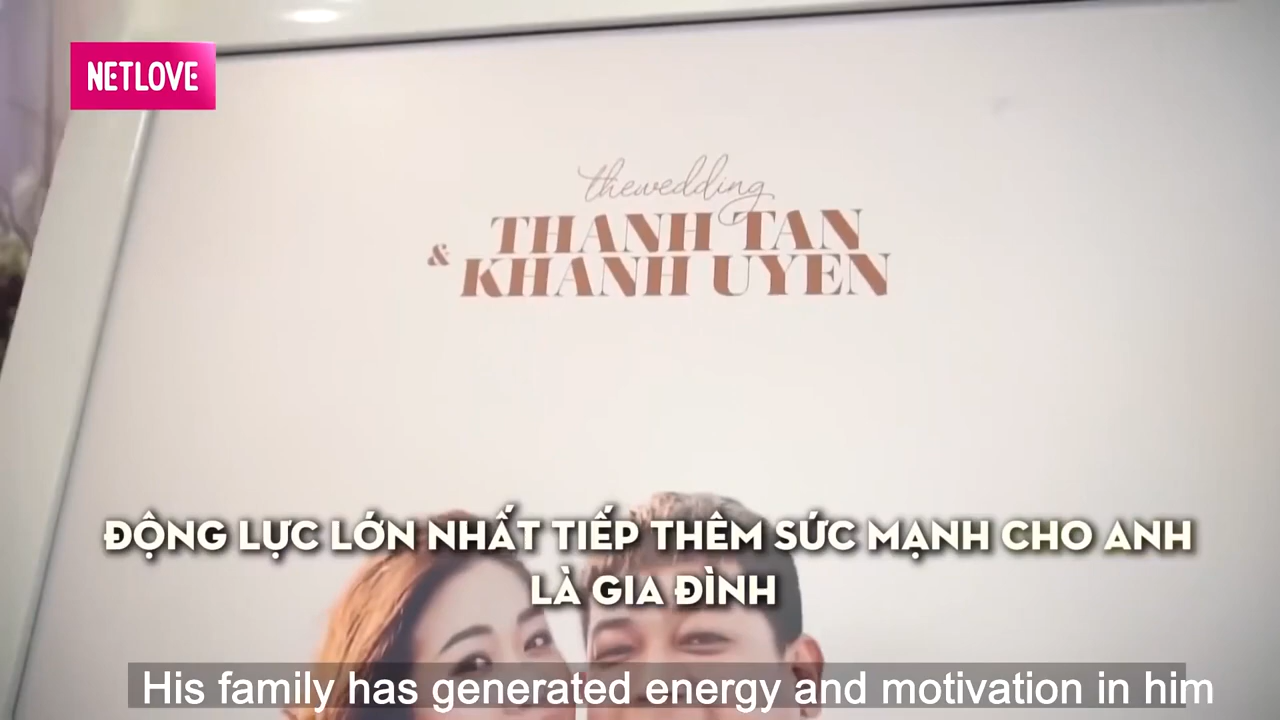 NETLOVE
thewedding
THANH TAN
& KHANH UYEN
ĐỘNG LỰC LỚN NHẤT TIẾP THÊM SỨC MẠNH CHO ANH
LÀ GIA ĐÌNH
His family has generated energy and motivation in him